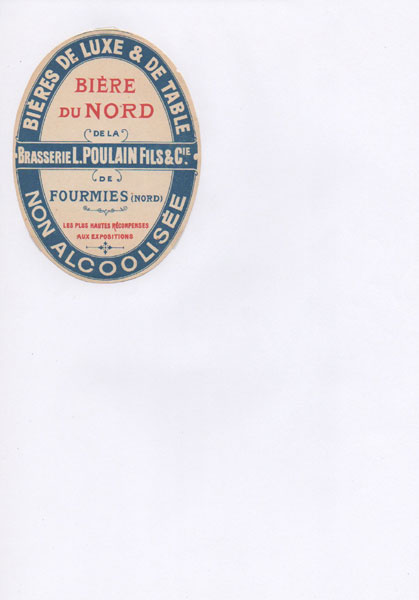 BIÈRES DE LUXE & DE TABLE
BIÈRE
DU NORD
DE LA
BRASSERIE L. POULAIN FILS & CIE
DE
FOURMIES (NORD)
LES PLUS HAUTES RÉCOMPENSES
AUX EXPOSITIONS
NON ALCOOLISÉE